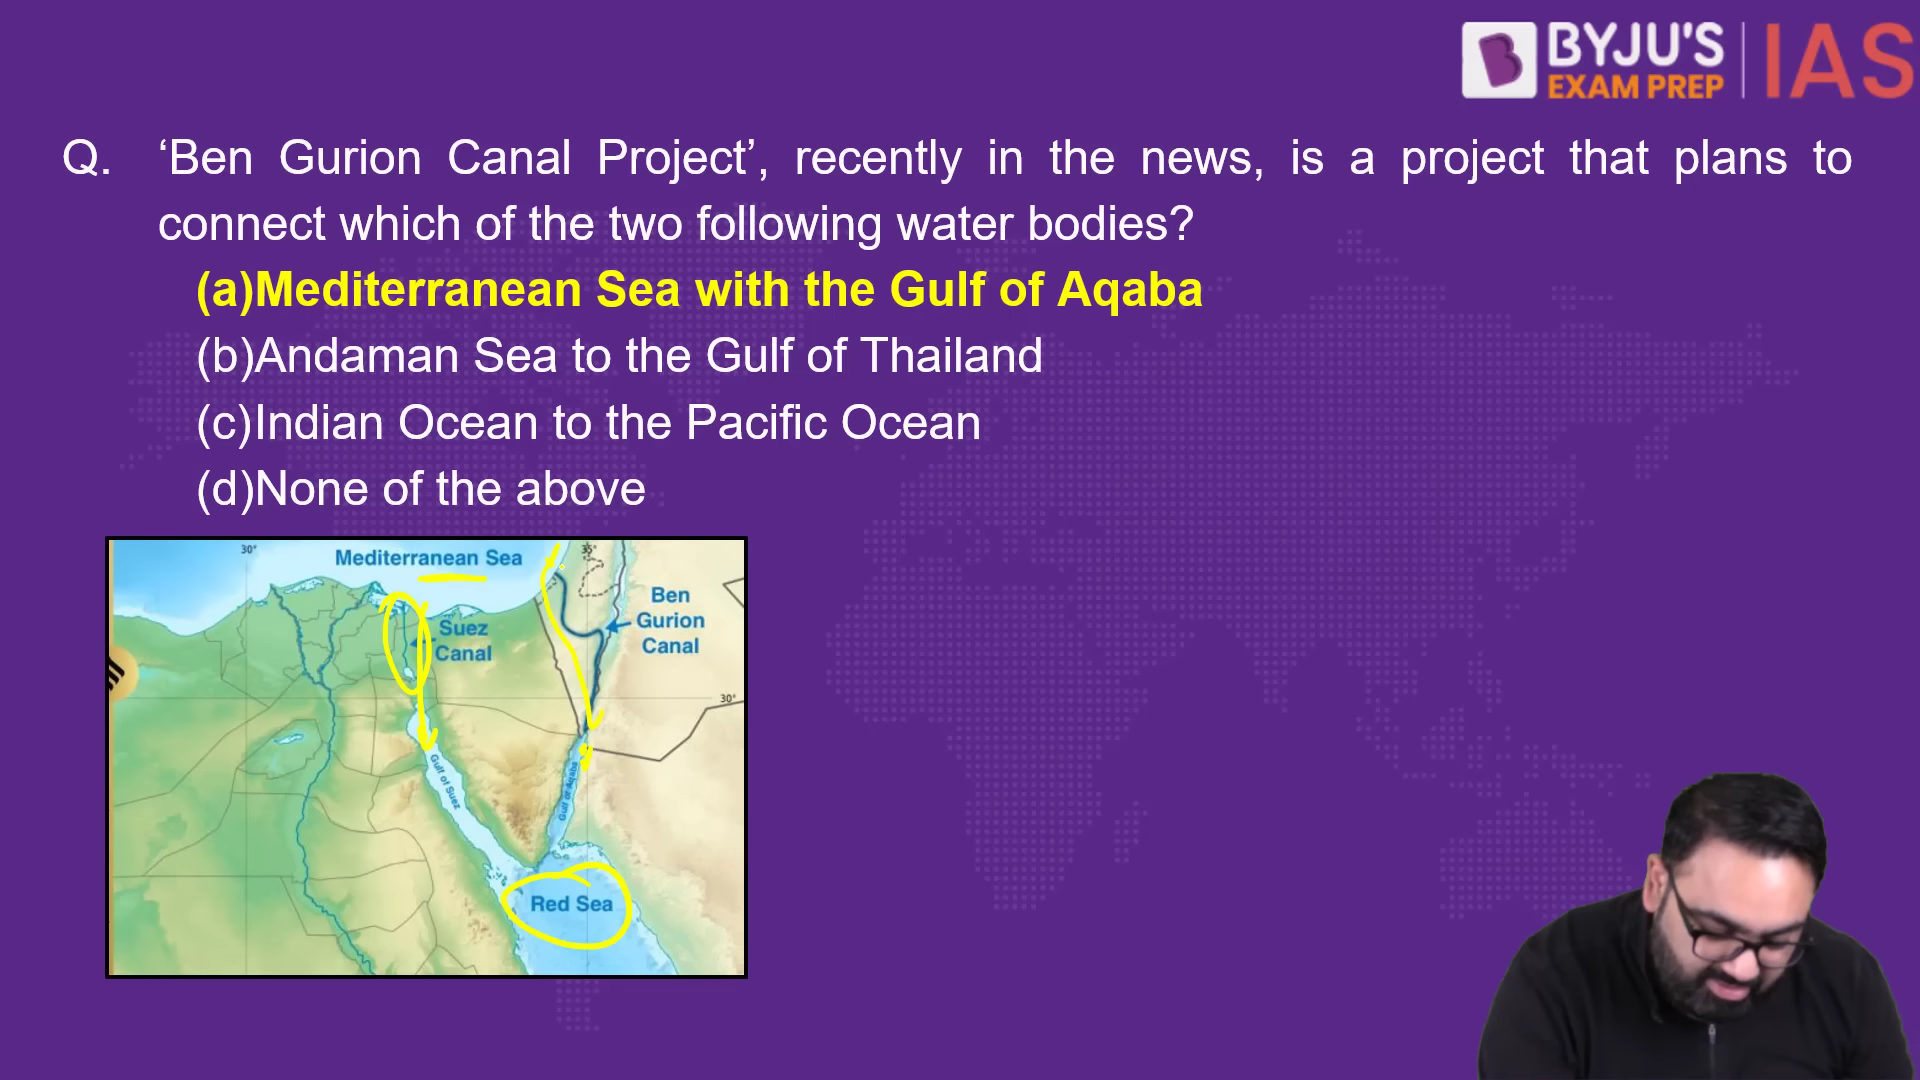 BYJU'S
EXAM PREP
IAS
Q. ‘Ben Gurion Canal Project’, recently in the news, is a project that plans to
connect which of the two following water bodies?
(a)Mediterranean Sea with the Gulf of Aqaba
(b)Andaman Sea to the Gulf of Thailand
(c)Indian Ocean to the Pacific Ocean
(d)None of the above
30°
Mediterranean Sea
35°
Ben
Gurion
Canal
Suez
Canal
30°
Gulf of Suez
Gulf of Aqaba
Red Sea